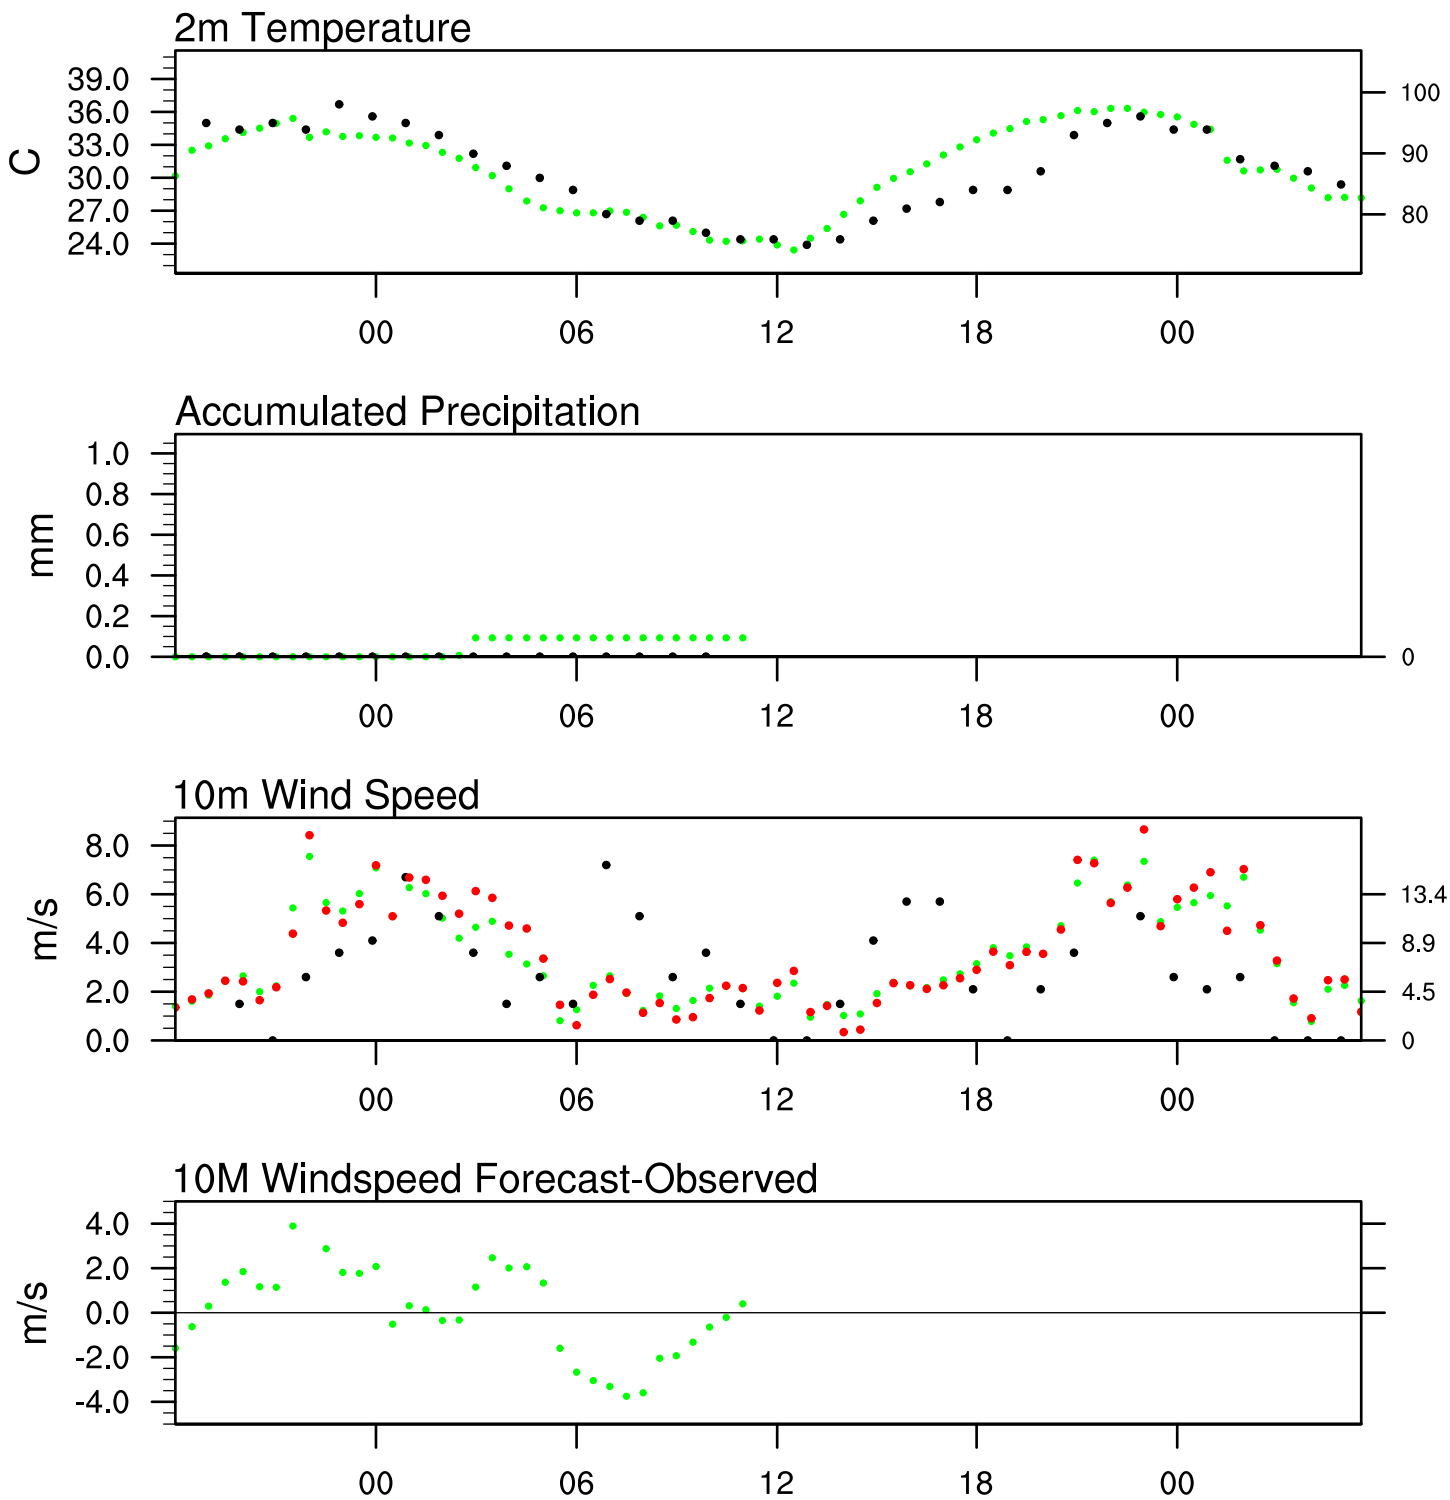 2m Temperature
39.0
36.0
33.0
30.0
27.0
24.0
C
100
90
80
00 06 12 18 00
Accumulated Precipitation
1.0
0.8
0.6
0.4
0.2
0.0
mm
0
00 06 12 18 00
10m Wind Speed
8.0
6.0
4.0
2.0
0.0
m/s
13.4
8.9
4.5
0
00 06 12 18 00
10M Windspeed Forecast-Observed
4.0
2.0
0.0
-2.0
-4.0
m/s
00 06 12 18 00